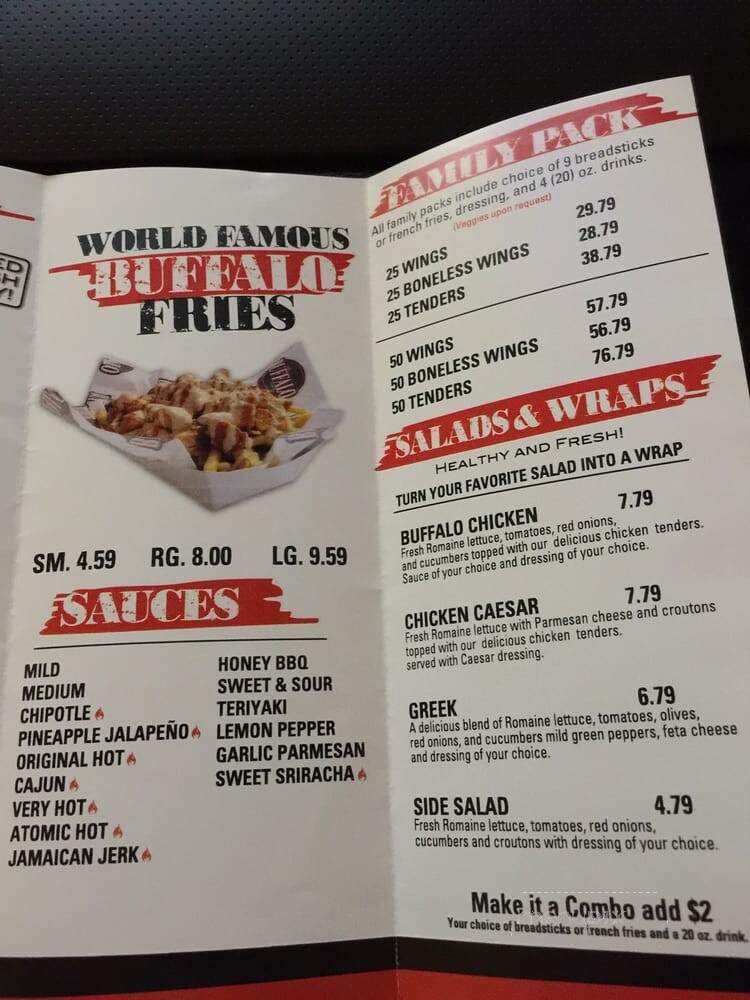 WORLD FAMOUS
BUFFALO
FRIES
BUFFALO
SM. 4.59 RG. 8.00 LG. 9.59
SAUCES
MILD
MEDIUM
CHIPOTLE
PINEAPPLE JALAPEÑO
ORIGINAL HOT
CAJUN
VERY HOT
ATOMIC HOT
JAMAICAN JERK
HONEY BBQ
SWEET & SOUR
TERIYAKI
LEMON PEPPER
GARLIC PARMESAN
SWEET SRIRACHA
FAMILY PACK
All family packs include choice of 9 breadsticks
or french fries, dressing, and 4 (20) oz. drinks.
(Veggies upon request)
25 WINGS 29.79
25 BONELESS WINGS 28.79
25 TENDERS 38.79
50 WINGS 57.79
50 BONELESS WINGS 56.79
50 TENDERS 76.79
SALADS & WRAPS
HEALTHY AND FRESH!
TURN YOUR FAVORITE SALAD INTO A WRAP
BUFFALO CHICKEN 7.79
Fresh Romaine lettuce, tomatoes, red onions,
and cucumbers topped with our delicious chicken tenders.
Sauce of your choice and dressing of your choice.
CHICKEN CAESAR 7.79
Fresh Romaine lettuce with Parmesan cheese and croutons
topped with our delicious chicken tenders.
served with Caesar dressing.
GREEK 6.79
A delicious blend of Romaine lettuce, tomatoes, olives,
red onions, and cucumbers mild green peppers, feta cheese
and dressing of your choice.
SIDE SALAD 4.79
Fresh Romaine lettuce, tomatoes, red onions,
cucumbers and croutons with dressing of your choice.
Make it a Combo add $2
Your choice of breadsticks or french fries and a 20 oz. drink.